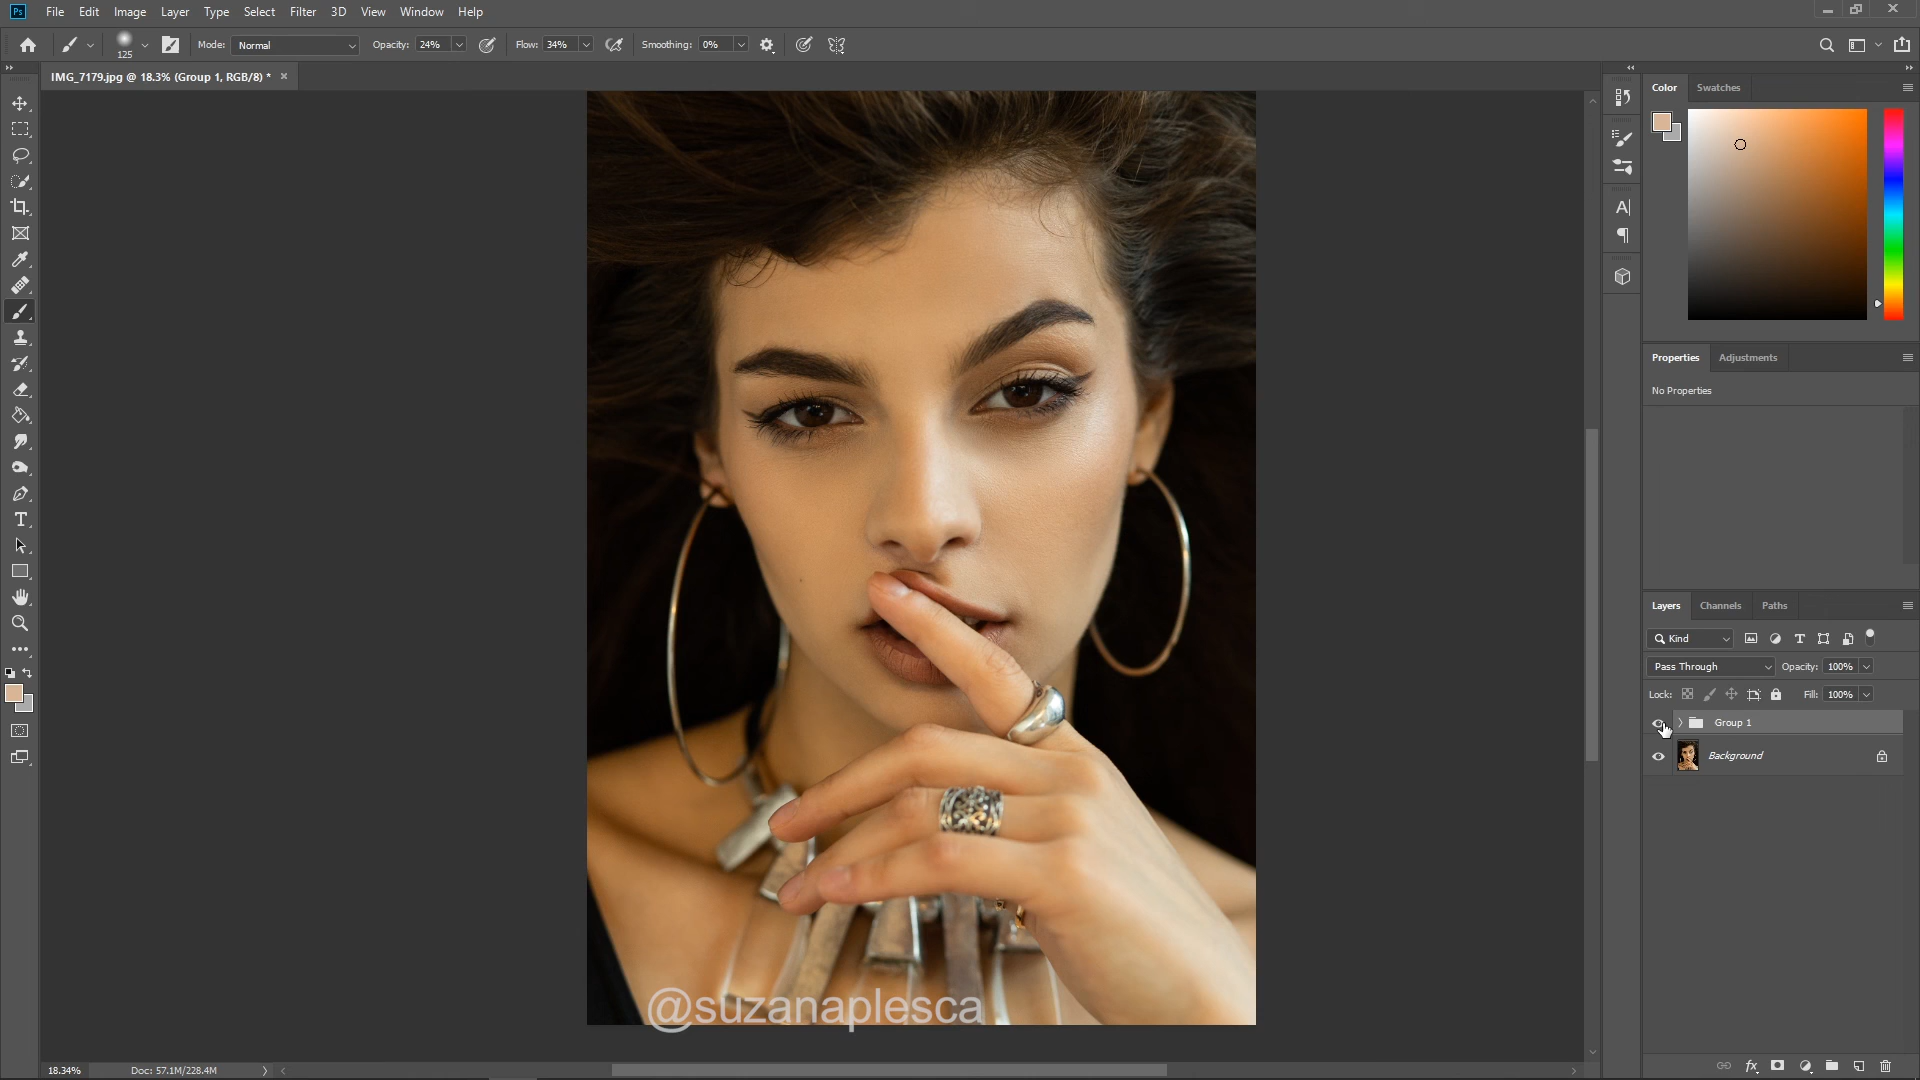 Ps File Edit Image Layer Type Select Filter 3D View Window Help
125 Mode: Normal Opacity: 24% Flow: 34% Smoothing: 0%
IMG_7179.jpg @ 18.3% (Group 1, RGB/8) * ×
Color Swatches
Properties Adjustments
No Properties
Layers Channels Paths
Kind
Pass Through Opacity: 100%
Lock: Fill: 100%
Group 1
Background
@suzanaplesca
18.34% Doc: 57.1M/228.4M